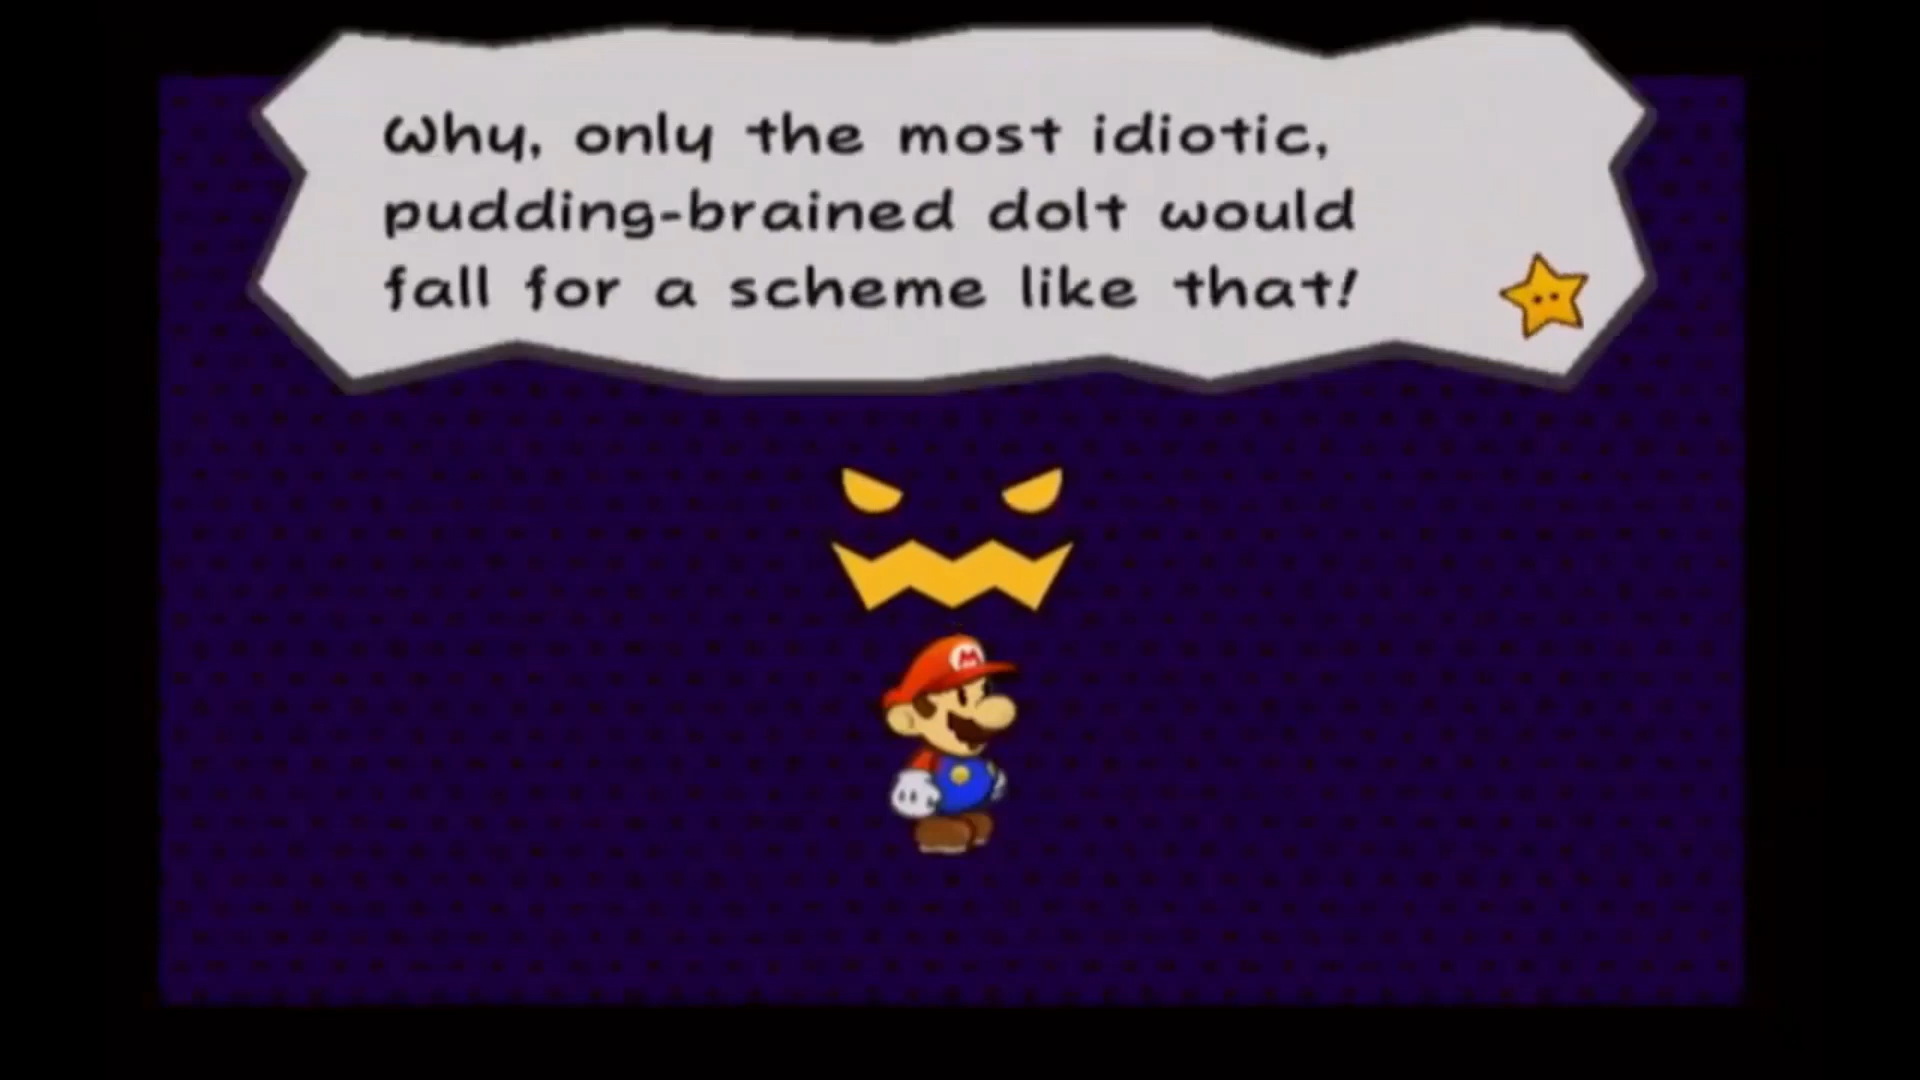 Why, only the most idiotic,
pudding-brained dolt would
fall for a scheme like that!
M